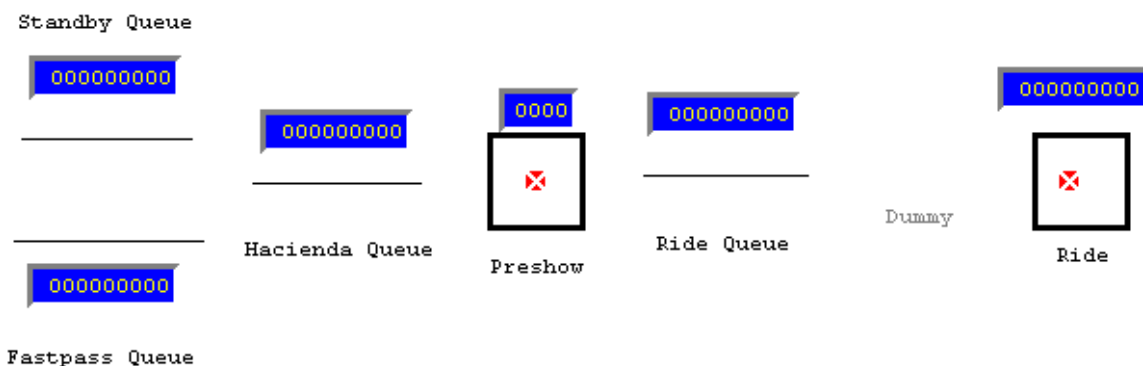 Standby Queue
000000000
000000000
0000
000000000
000000000
Dummy
Hacienda Queue
Preshow
Ride Queue
Ride
000000000
Fastpass Queue